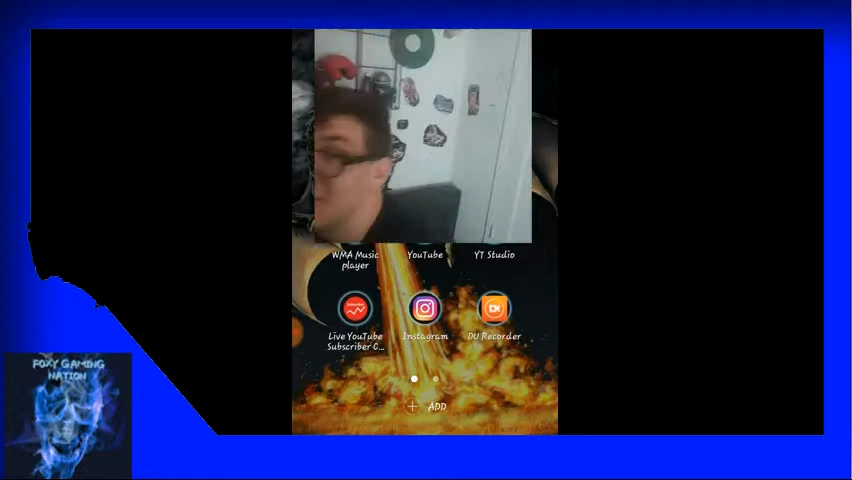 WMA Music
player
YouTube
YT Studio
Live YouTube
Subscriber C...
Instagram
DU Recorder
ADD
FOXY GAMING
NATION